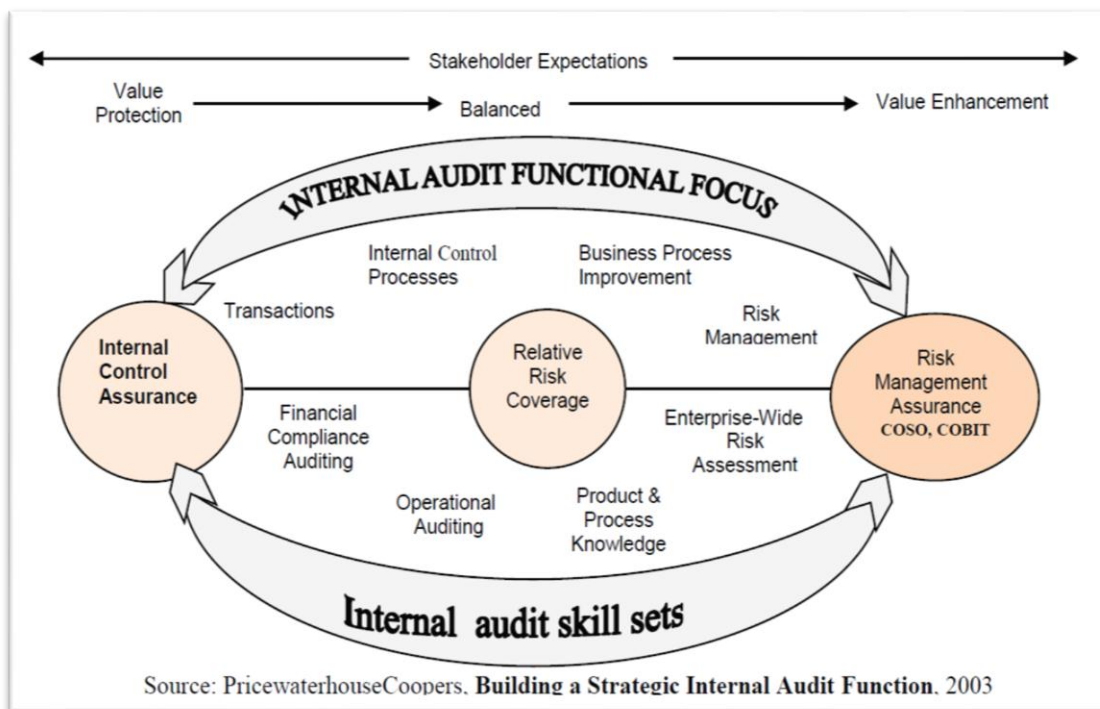 Stakeholder Expectations
Value
Protection
Balanced
Value Enhancement
INTERNAL AUDIT FUNCTIONAL FOCUS
Internal Control
Processes
Business Process
Improvement
Transactions
Risk
Management
Internal
Control
Assurance
Relative
Risk
Coverage
Risk
Management
Assurance
COSO, COBIT
Financial
Compliance
Auditing
Enterprise-Wide
Risk
Assessment
Operational
Auditing
Product &
Process
Knowledge
Internal audit skill sets
Source: PricewaterhouseCoopers, Building a Strategic Internal Audit Function, 2003